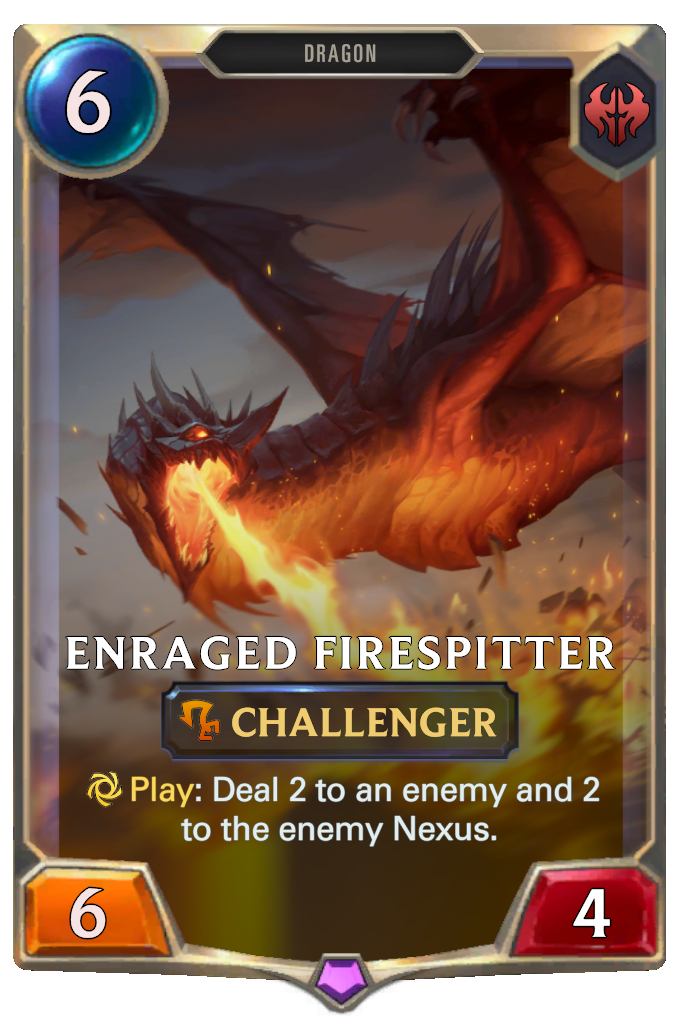 6
DRAGON
ENRAGED FIRESPITTER
CHALLENGER
Play: Deal 2 to an enemy and 2
to the enemy Nexus.
6
4